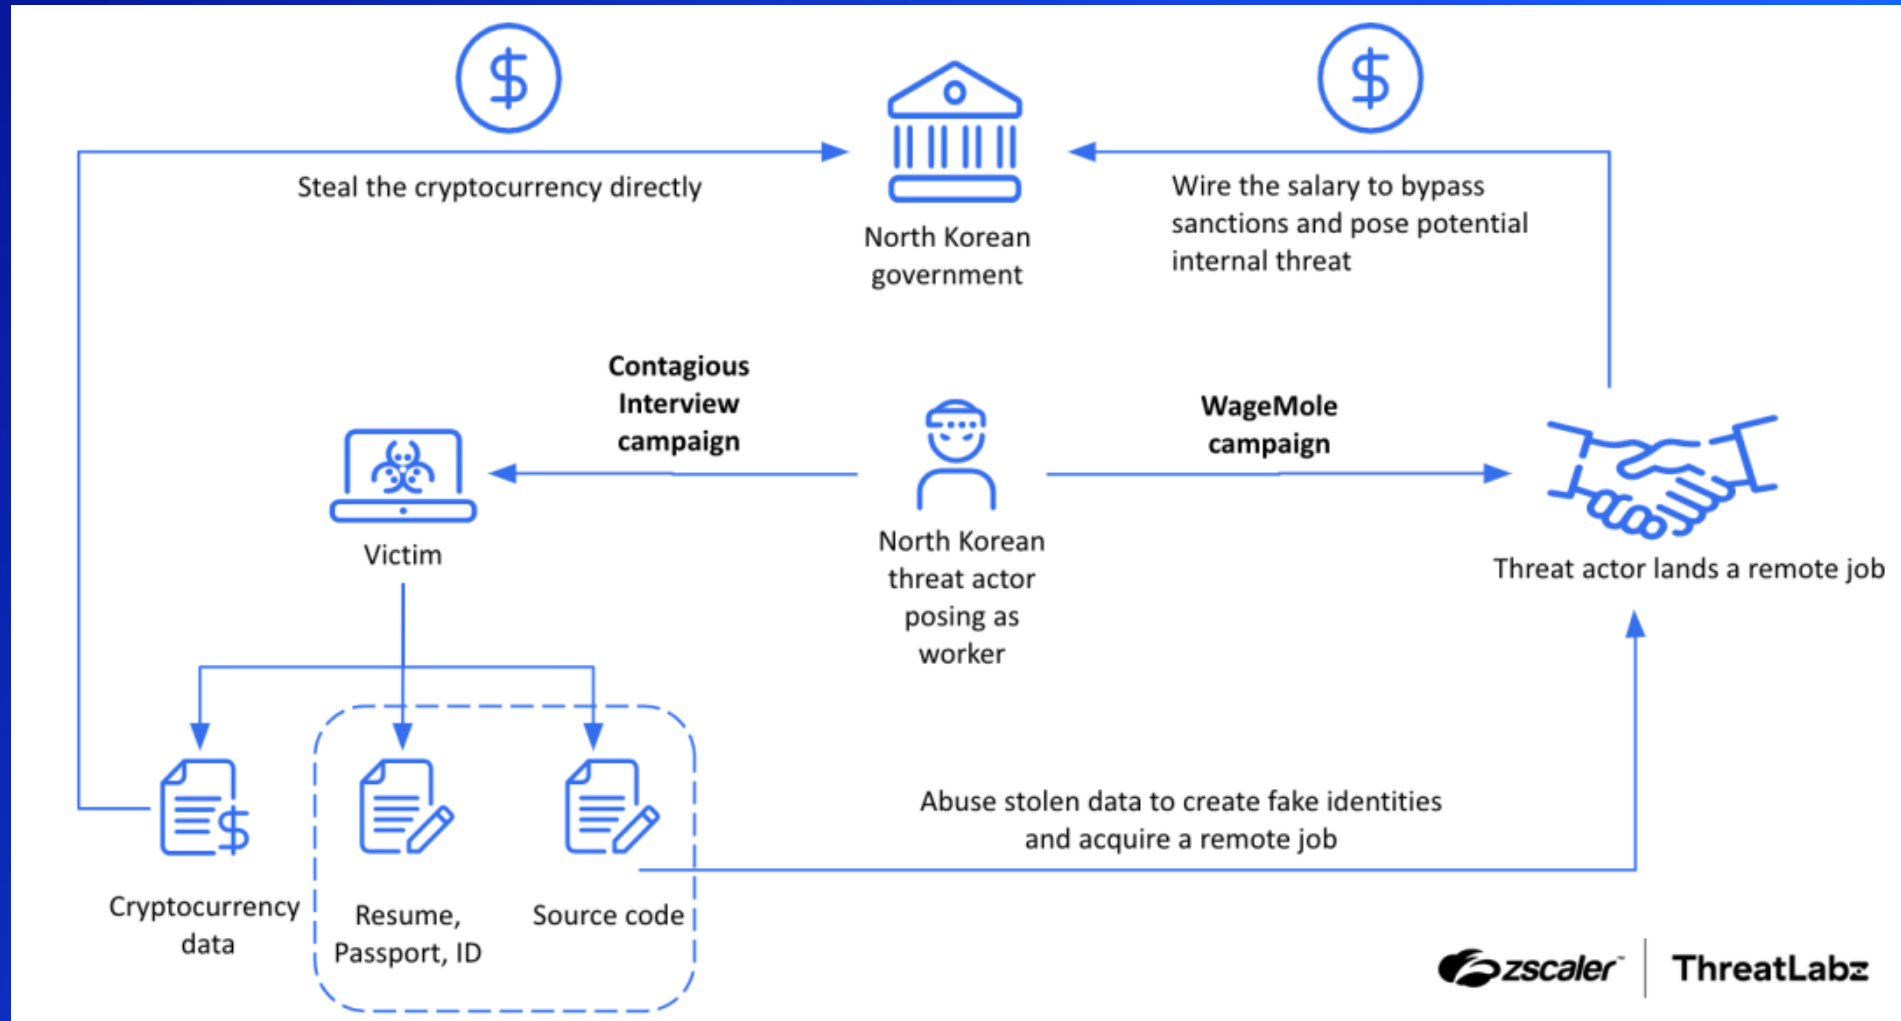 Steal the cryptocurrency directly
North Korean
government
Wire the salary to bypass
sanctions and pose potential
internal threat
Contagious
Interview
campaign
WageMole
campaign
Victim
North Korean
threat actor
posing as
worker
Threat actor lands a remote job
Abuse stolen data to create fake identities
and acquire a remote job
Cryptocurrency
data
Resume,
Passport, ID
Source code
zscaler™
ThreatLabz